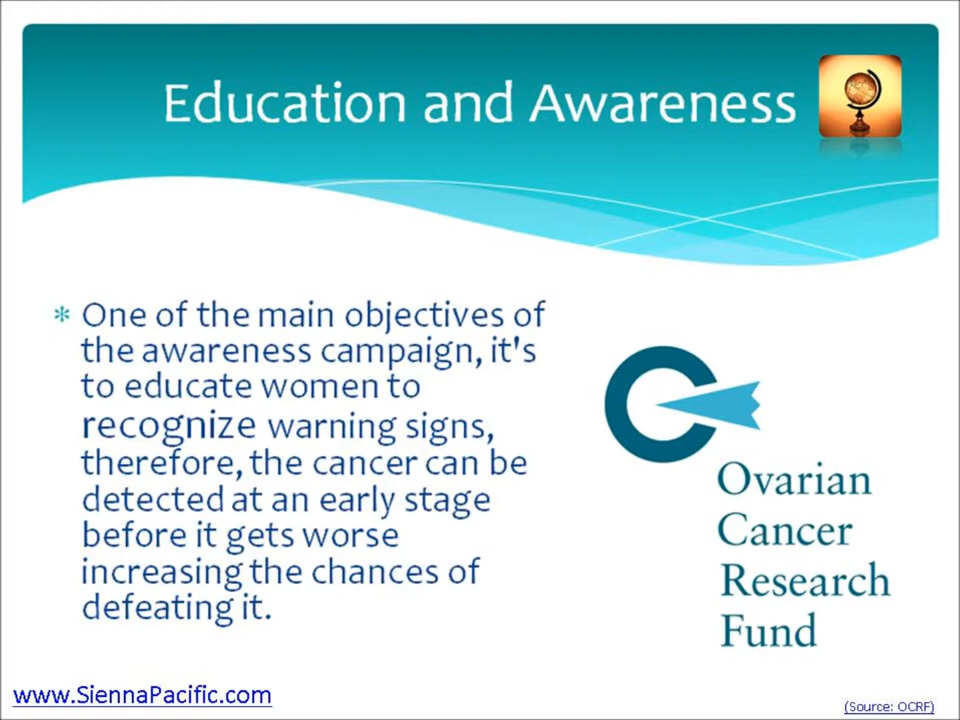 Education and Awareness
* One of the main objectives of
the awareness campaign, it's
to educate women to
recognize warning signs,
therefore, the cancer can be
detected at an early stage
before it gets worse
increasing the chances of
defeating it.
Ovarian
Cancer
Research
Fund
www.SiennaPacific.com
(Source: OCRF)